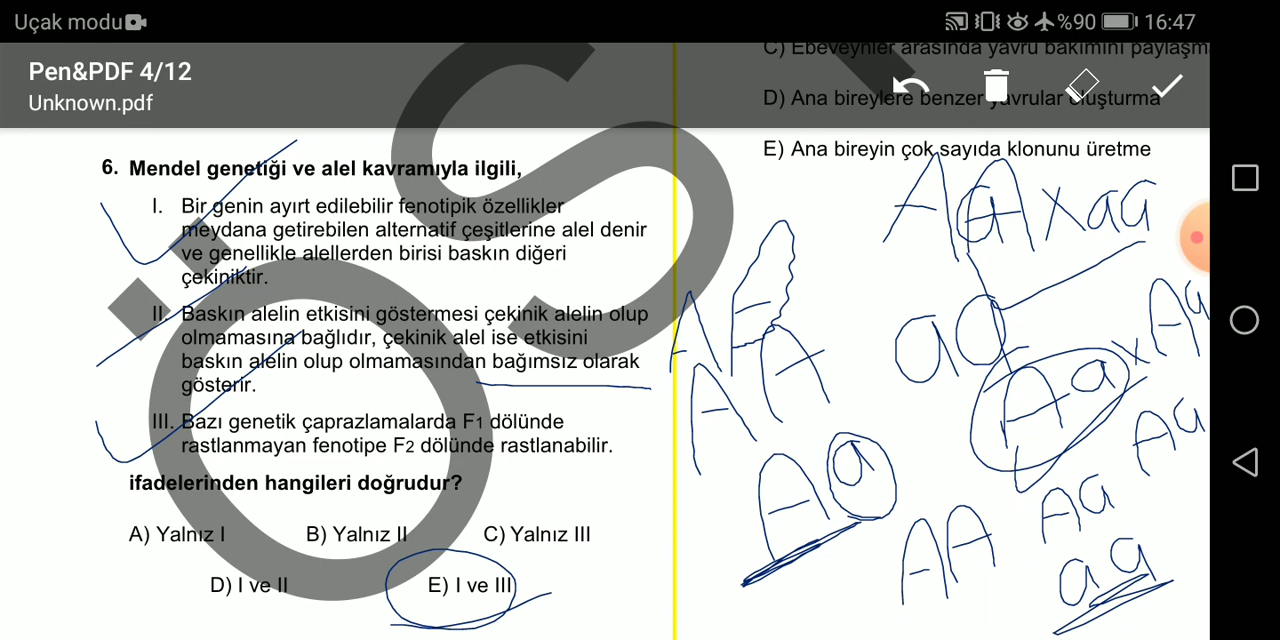 Uçak modu
%90 16:47
Pen&PDF 4/12
Unknown.pdf
6. Mendel genetiği ve alel kavramıyla ilgili,
I. Bir genin ayırt edilebilir fenotipik özellikler
meydana getirebilen alternatif çeşitlerine alel denir
ve genellikle alellerden birisi baskın diğeri
çekiniktir.
II. Baskın alelin etkisini göstermesi çekinik alelin olup
olmamasına bağlıdır, çekinik alel ise etkisini
baskın alelin olup olmamasından bağımsız olarak
gösterir.
III. Bazı genetik çaprazlamalarda F1 dölünde
rastlanmayan fenotipe F2 dölünde rastlanabilir.
ifadelerinden hangileri doğrudur?
A) Yalnız I B) Yalnız II C) Yalnız III
D) I ve II E) I ve III
C) Ebeveynler arasında yavru bakımını paylaşm
D) Ana bireylere benzer yavrular oluşturma
E) Ana bireyin çok sayıda klonunu üretme
AA x aa
a
Aa x Aa
AA
Aa
AA
Aa
Aa
aa
ÖS